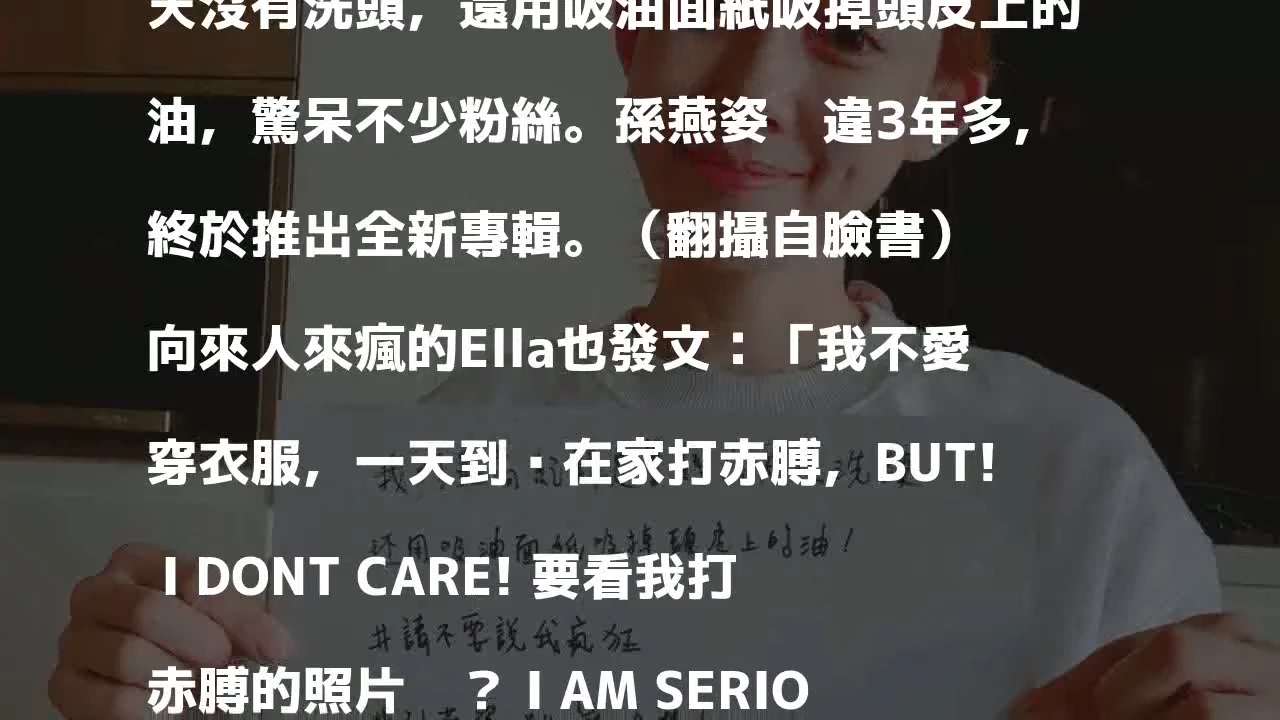 天沒有洗頭，還用吸油面紙吸掉頭皮上的
油，驚呆不少粉絲。孫燕姿　違3年多，
終於推出全新專輯。（翻攝自臉書）
向來人來瘋的Ella也發文：「我不愛
穿衣服，一天到·在家打赤膊，BUT!
I DONT CARE! 要看我打
赤膊的照片　？ I AM SERIO
還用吸油面紙吸掉頭皮上的油！
#請不要說我瘋狂